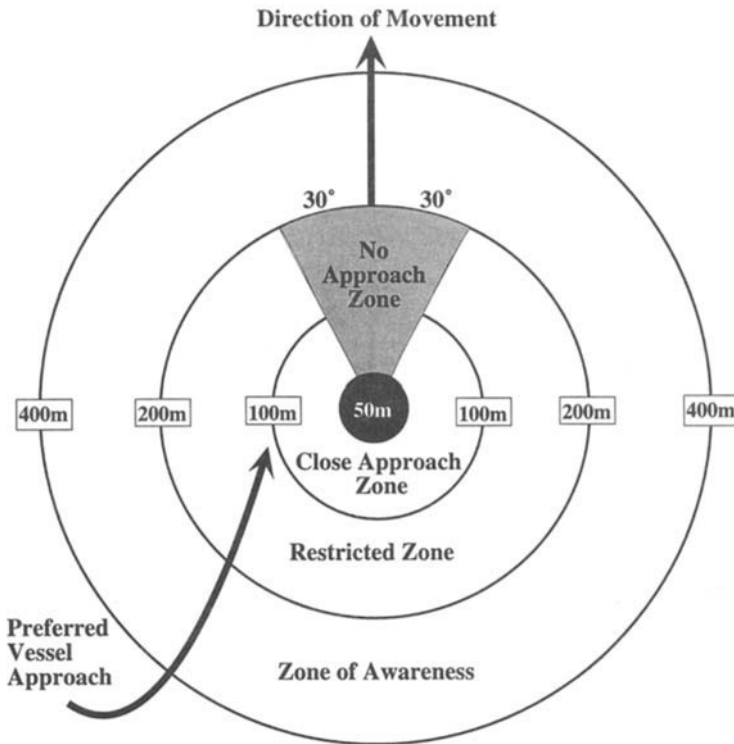 Direction of Movement
30°
30°
No
Approach
Zone
400m
200m
100m
50m
100m
200m
400m
Close Approach
Zone
Restricted Zone
Preferred
Vessel
Approach
Zone of Awareness